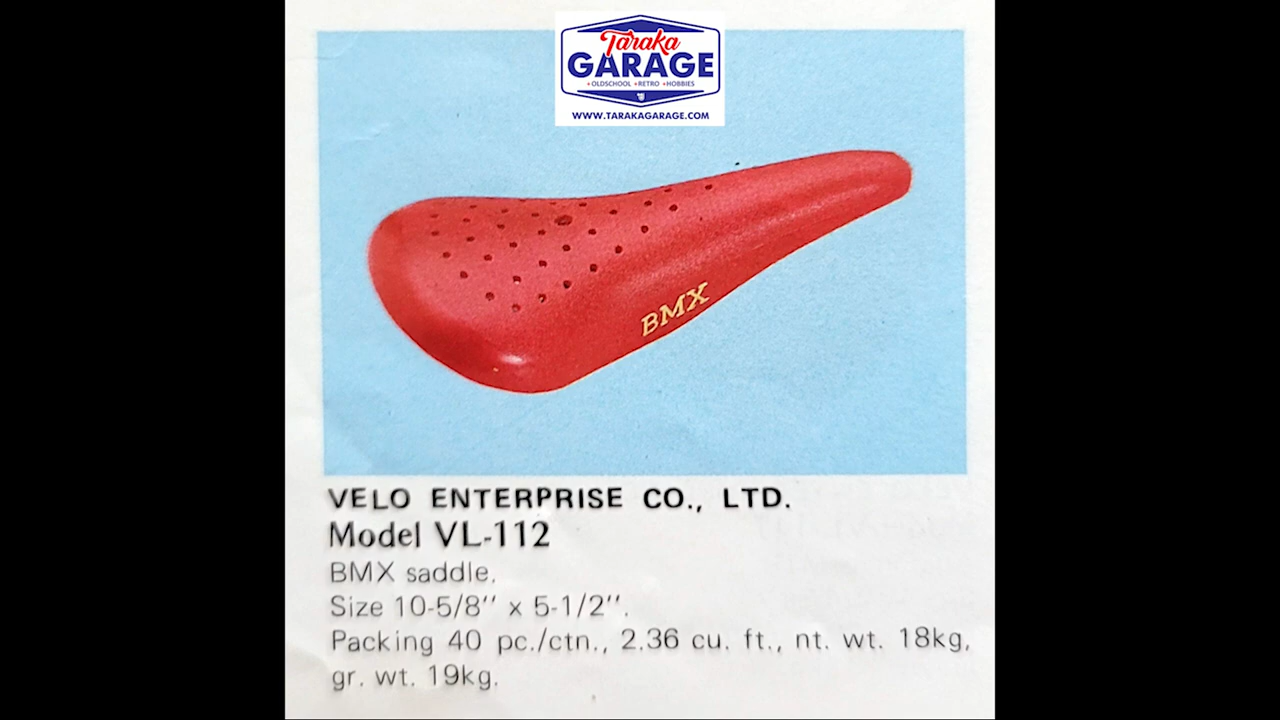 Taraka
GARAGE
+OLDSCHOOL +RETRO +HOBBIES
WWW.TARAKAGARAGE.COM
BMX
VELO ENTERPRISE CO., LTD.
Model VL-112
BMX saddle.
Size 10-5/8″ x 5-1/2″.
Packing 40 pc./ctn., 2.36 cu. ft., nt. wt. 18kg,
gr. wt. 19kg.